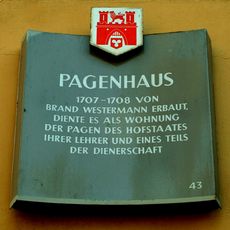 PAGENHAUS
1707-1708 VON
BRAND WESTERMANN ERBAUT,
DIENTE ES ALS WOHNUNG
DER PAGEN DES HOFSTAATES
IHRER LEHRER UND EINES TEILS
DER DIENERSCHAFT
43